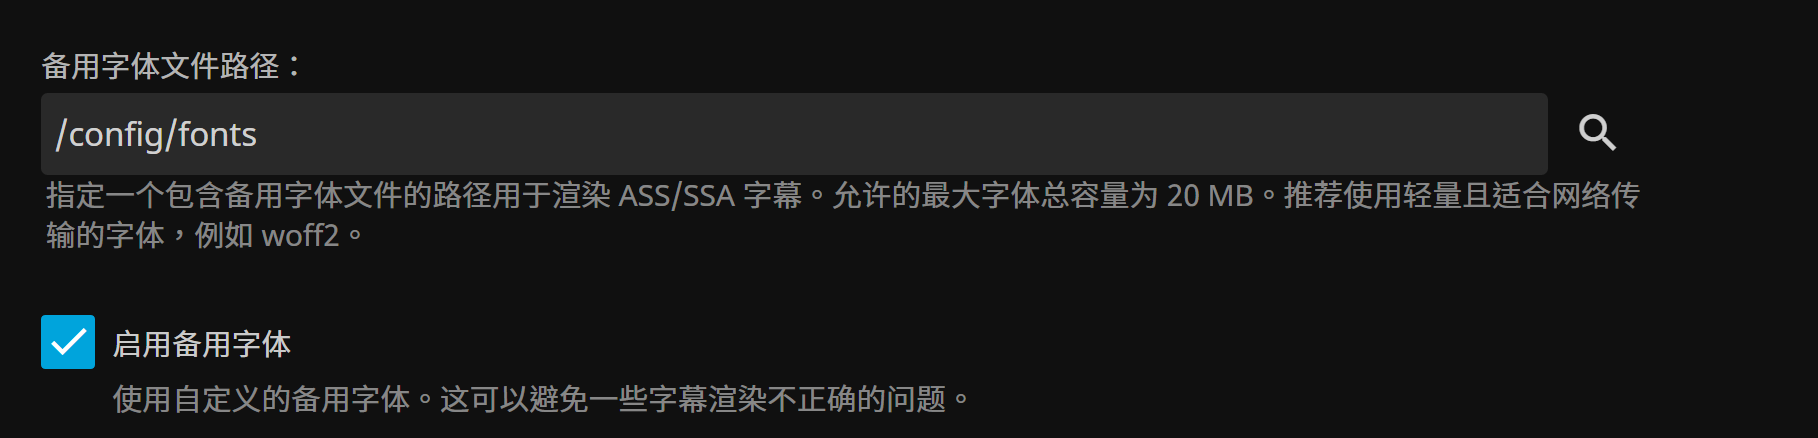 备用字体文件路径：
/config/fonts
指定一个包含备用字体文件的路径用于渲染 ASS/SSA 字幕。允许的最大字体总容量为 20 MB。推荐使用轻量且适合网络传
输的字体，例如 woff2。
启用备用字体
使用自定义的备用字体。这可以避免一些字幕渲染不正确的问题。